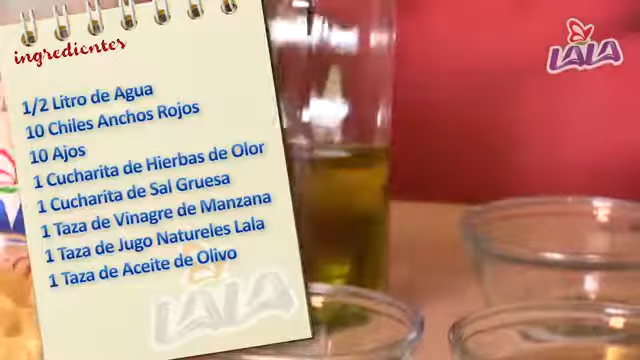 ingredientes
1/2 Litro de Agua
10 Chiles Anchos Rojos
10 Ajos
1 Cucharita de Hierbas de Olor
1 Cucharita de Sal Gruesa
1 Taza de Vinagre de Manzana
1 Taza de Jugo Natureles Lala
1 Taza de Aceite de Olivo
LALA
LALA